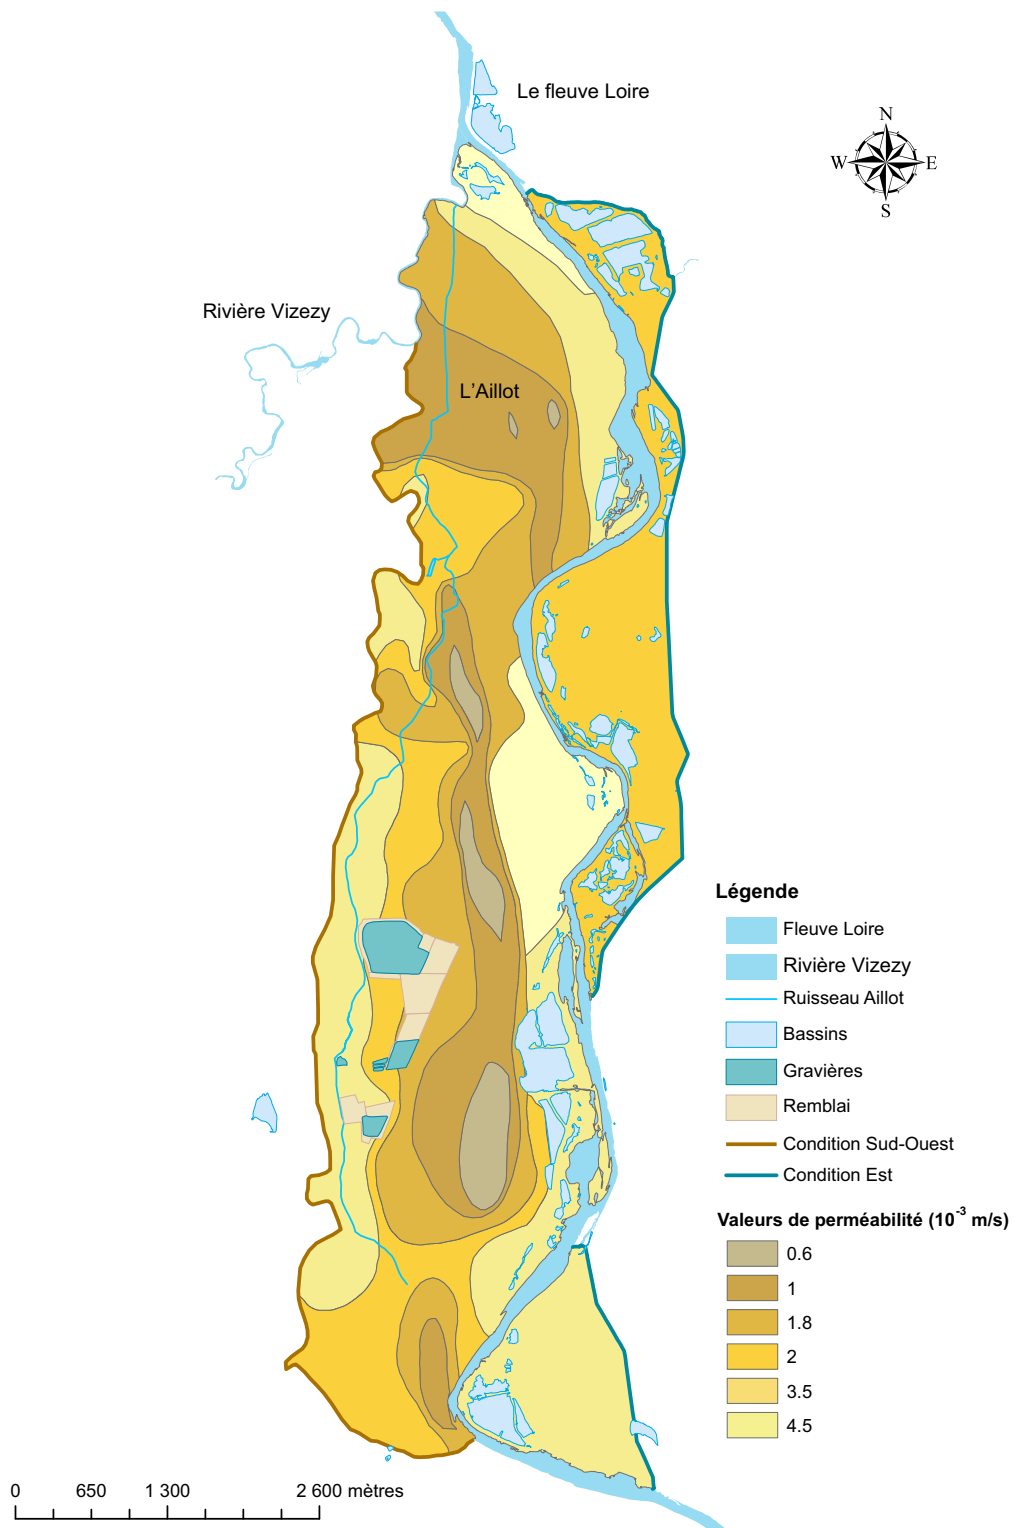 Le fleuve Loire
N
W
E
S
Rivière Vizezy
L'Aillot
Légende
Fleuve Loire
Rivière Vizezy
Ruisseau Aillot
Bassins
Gravières
Remblai
Condition Sud-Ouest
Condition Est
Valeurs de perméabilité (10⁻³ m/s)
0.6
1
1.8
2
3.5
4.5
0 650 1 300 2 600 mètres